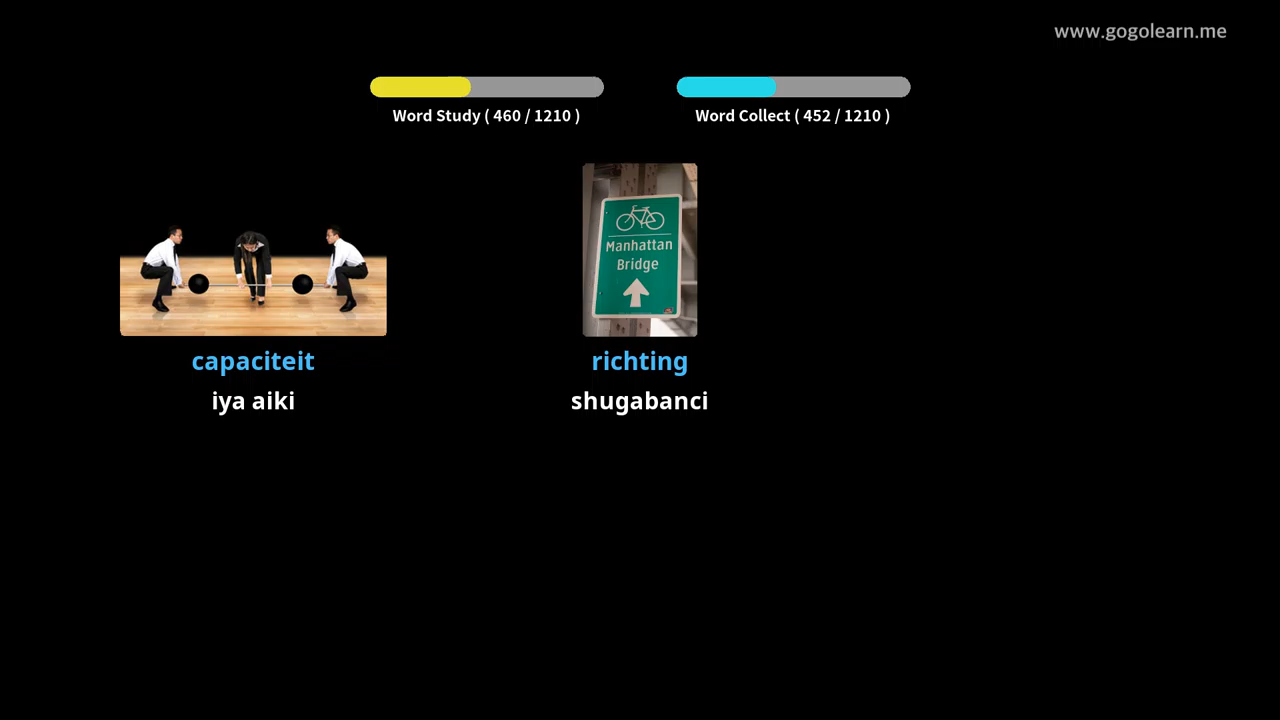 www.gogolearn.me
Word Study ( 460 / 1210 )
Word Collect ( 452 / 1210 )
Manhattan
Bridge
capaciteit
iya aiki
richting
shugabanci